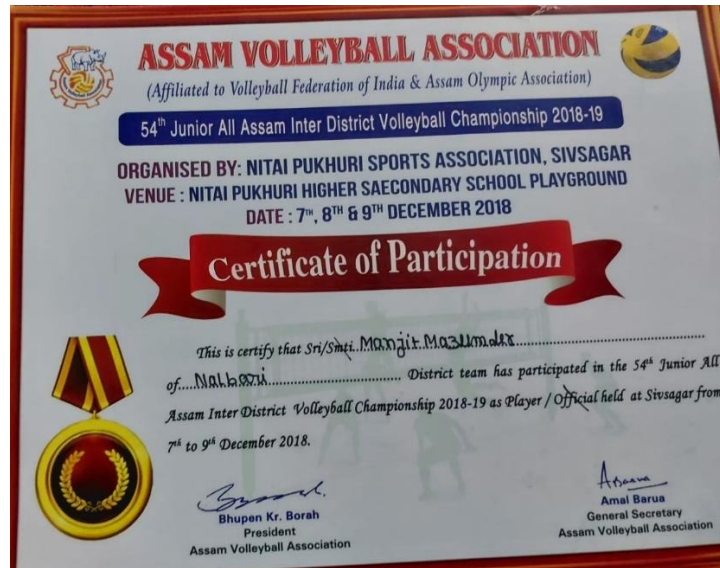 ASSAM VOLLEYBALL ASSOCIATION
(Affiliated to Volleyball Federation of India & Assam Olympic Association)
54th Junior All Assam Inter District Volleyball Championship 2018-19
ORGANISED BY: NITAI PUKHURI SPORTS ASSOCIATION, SIVSAGAR
VENUE : NITAI PUKHURI HIGHER SAECONDARY SCHOOL PLAYGROUND
DATE : 7TH, 8TH & 9TH DECEMBER 2018
Certificate of Participation
This is certify that Sri/Smti. Manjit Mazumder
of.... Nalbari .... District team has participated in the 54th Junior All
Assam Inter District Volleyball Championship 2018-19 as Player / Official held at Sivsagar from
7th to 9th December 2018.
Bhupen Kr. Borah
President
Assam Volleyball Association
Amal Barua
General Secretary
Assam Volleyball Association